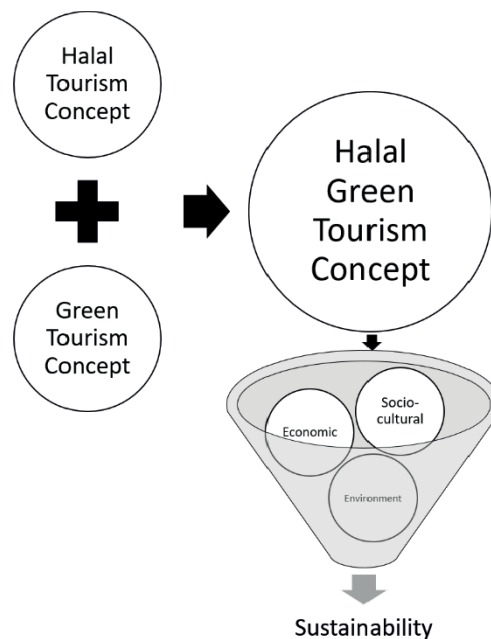 Halal
Tourism
Concept
Green
Tourism
Concept
Halal
Green
Tourism
Concept
Socio-
cultural
Economic
Environment
Sustainability